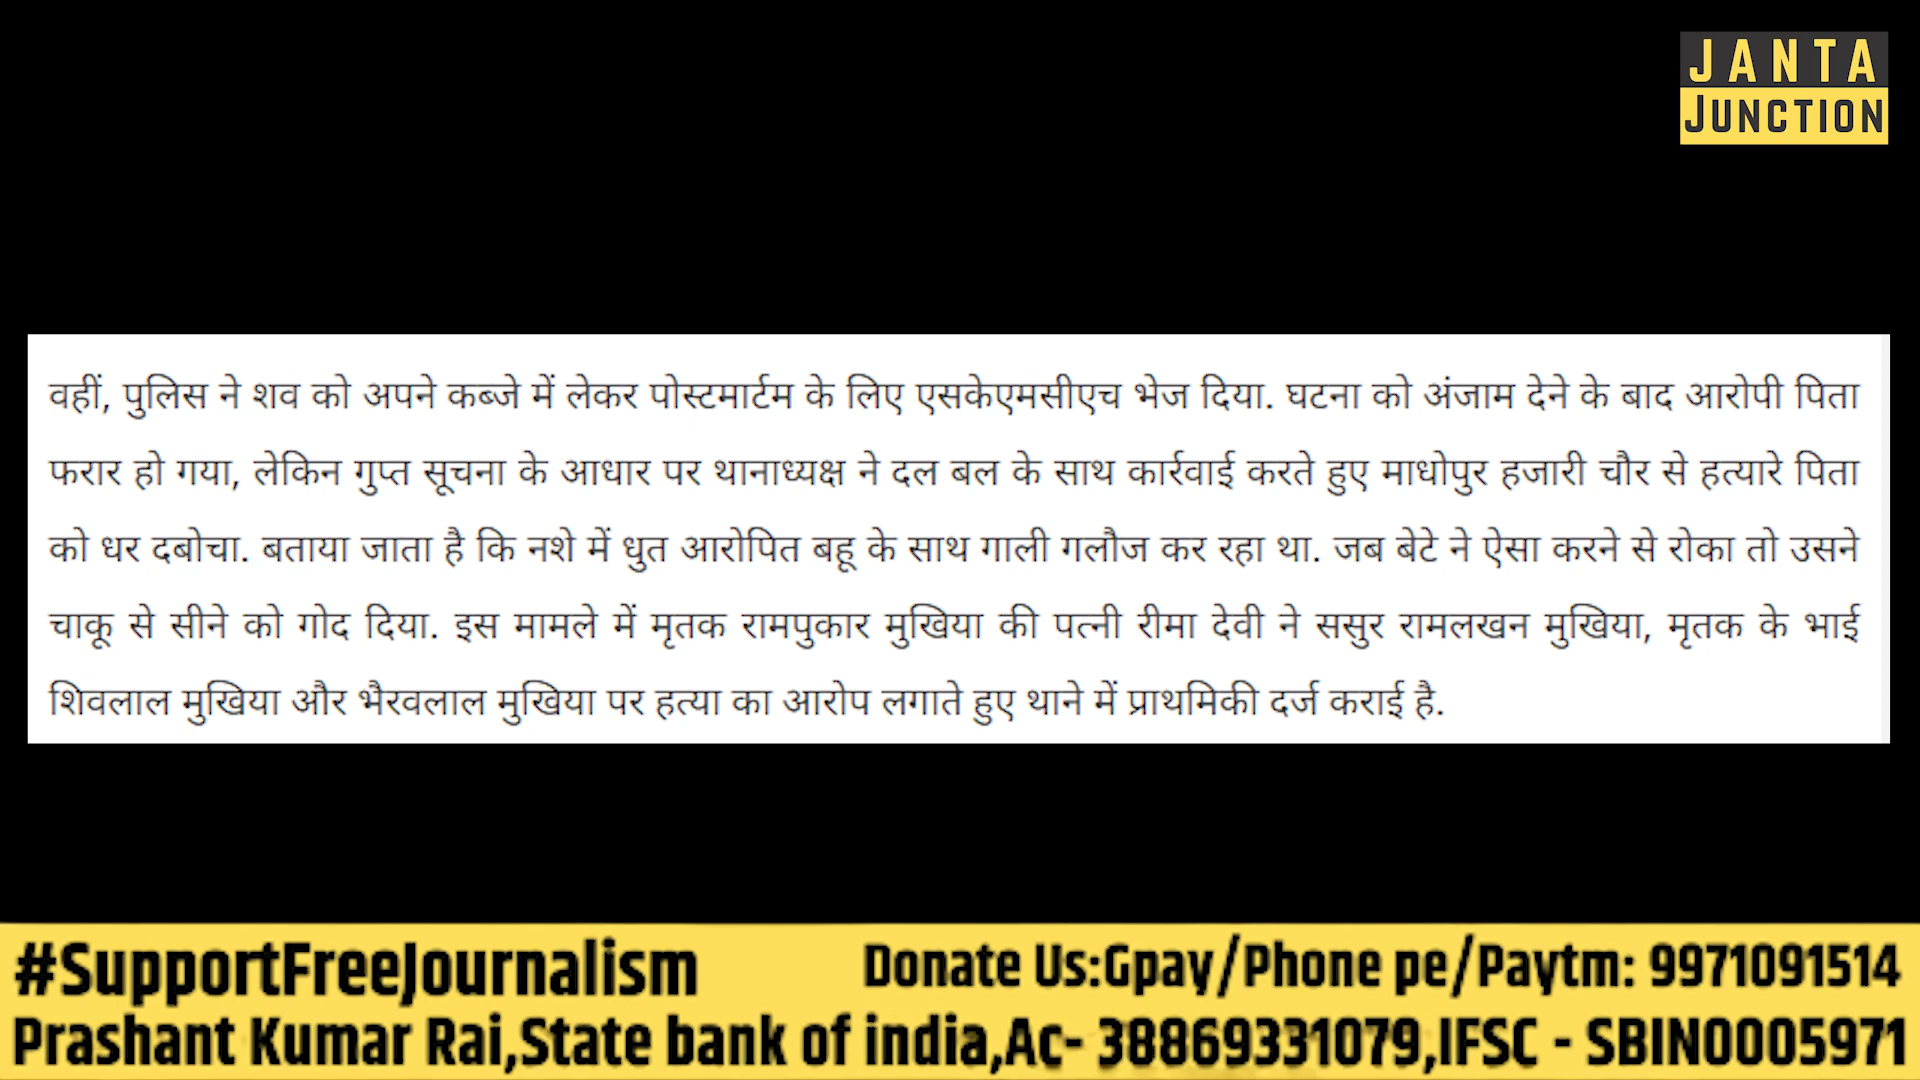 JANTA
JUNCTION
वहीं, पुलिस ने शव को अपने कब्जे में लेकर पोस्टमार्टम के लिए एसकेएमसीएच भेज दिया. घटना को अंजाम देने के बाद आरोपी पिता
फरार हो गया, लेकिन गुप्त सूचना के आधार पर थानाध्यक्ष ने दल बल के साथ कार्रवाई करते हुए माधोपुर हजारी चौर से हत्यारे पिता
को धर दबोचा. बताया जाता है कि नशे में धुत आरोपित बहू के साथ गाली गलौज कर रहा था. जब बेटे ने ऐसा करने से रोका तो उसने
चाकू से सीने को गोद दिया. इस मामले में मृतक रामपुकार मुखिया की पत्नी रीमा देवी ने ससुर रामलखन मुखिया, मृतक के भाई
शिवलाल मुखिया और भैरवलाल मुखिया पर हत्या का आरोप लगाते हुए थाने में प्राथमिकी दर्ज कराई है.
#SupportFreeJournalism Donate Us:Gpay/Phone pe/Paytm: 9971091514
Prashant Kumar Rai,State bank of india,Ac- 38869331079,IFSC - SBIN0005971